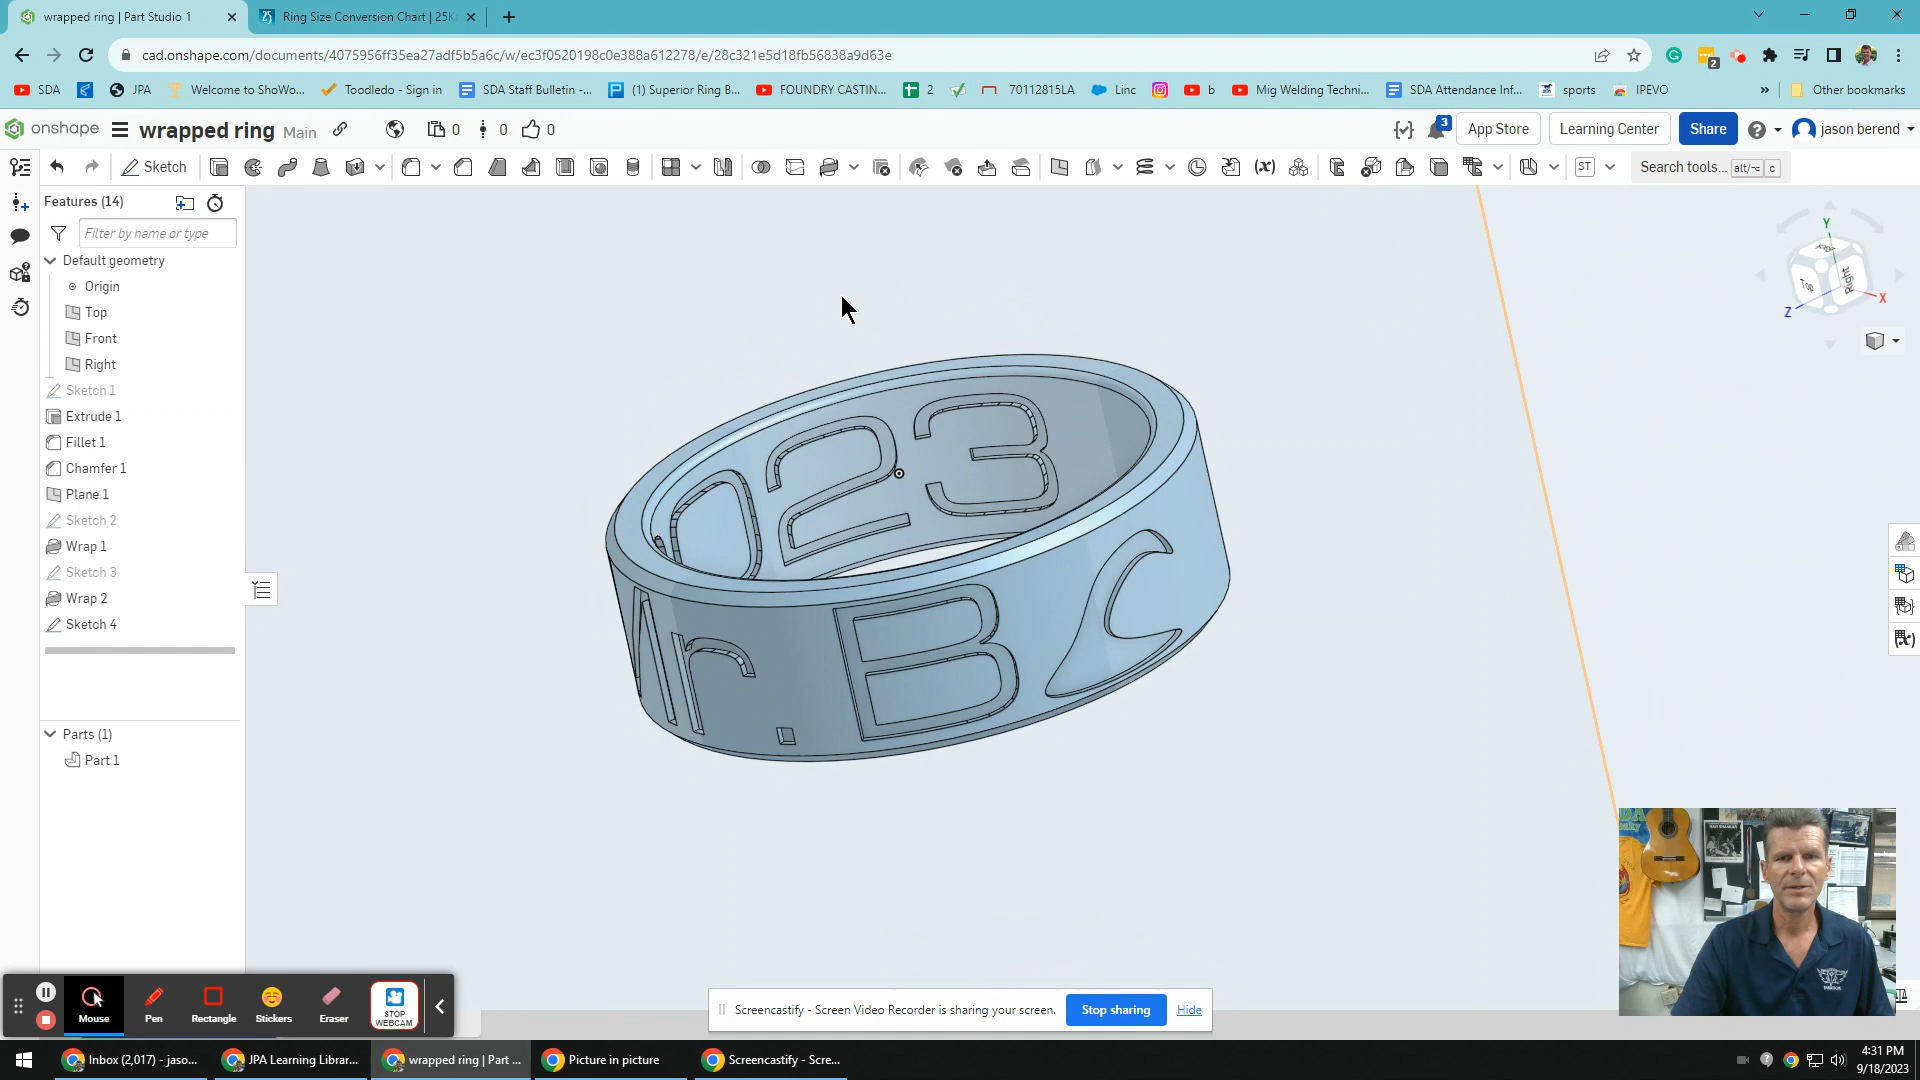 wrapped ring | Part Studio 1
Ring Size Conversion Chart | 25K
cad.onshape.com/documents/4075956ff35ea27adf5b5a6c/w/ec3f0520198c0e388a612278/e/28c321e5d18fb56838a9d63e
2
SDA
JPA
Welcome to ShoWo...
Toodledo - Sign in
SDA Staff Bulletin -...
(1) Superior Ring B...
FOUNDRY CASTIN...
2
70112815LA
Linc
b
Mig Welding Techni...
SDA Attendance Inf...
sports
IPEVO
»
Other bookmarks
onshape
wrapped ring Main
0
0
0
3
App Store
Learning Center
Share
jason berend
Sketch
(x)
ST
Search tools... alt/⌥ c
Features (14)
Filter by name or type
Default geometry
Origin
Top
Front
Right
Sketch 1
Extrude 1
Fillet 1
Chamfer 1
Plane 1
Sketch 2
Wrap 1
Sketch 3
Wrap 2
Sketch 4
Parts (1)
Part 1
023
r. B
Y
Back
Top
Right
Z
X
(x)
Mouse
Pen
Rectangle
Stickers
Eraser
STOP WEBCAM
Screencastify - Screen Video Recorder is sharing your screen.
Stop sharing
Hide
Inbox (2,017) - jaso...
JPA Learning Librar...
wrapped ring | Part ...
Picture in picture
Screencastify - Scre...
4:31 PM
9/18/2023